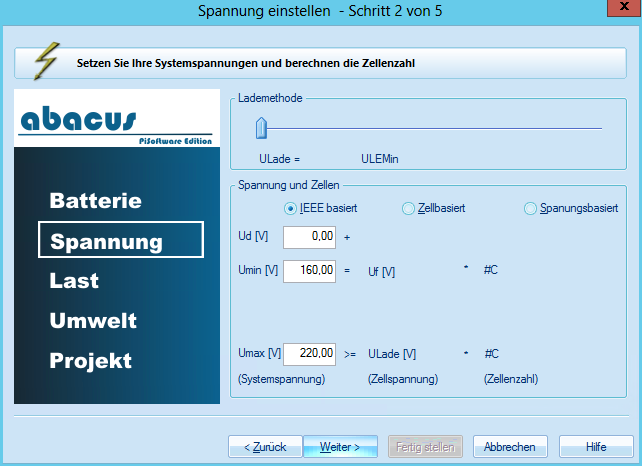 Spannung einstellen - Schritt 2 von 5
x
Setzen Sie Ihre Systemspannungen und berechnen die Zellenzahl
abacus
PiSoftware Edition
Batterie
Spannung
Last
Umwelt
Projekt
Lademethode
ULade = ULEMin
Spannung und Zellen
IEEE basiert Zellbasiert Spanungsbasiert
Ud [V] 0,00 +
Umin [V] 160,00 = Uf [V] * #C
Umax [V] 220,00 >= ULade [V] * #C
(Systemspannung) (Zellspannung) (Zellenzahl)
< Zurück Weiter > Fertig stellen Abbrechen Hilfe